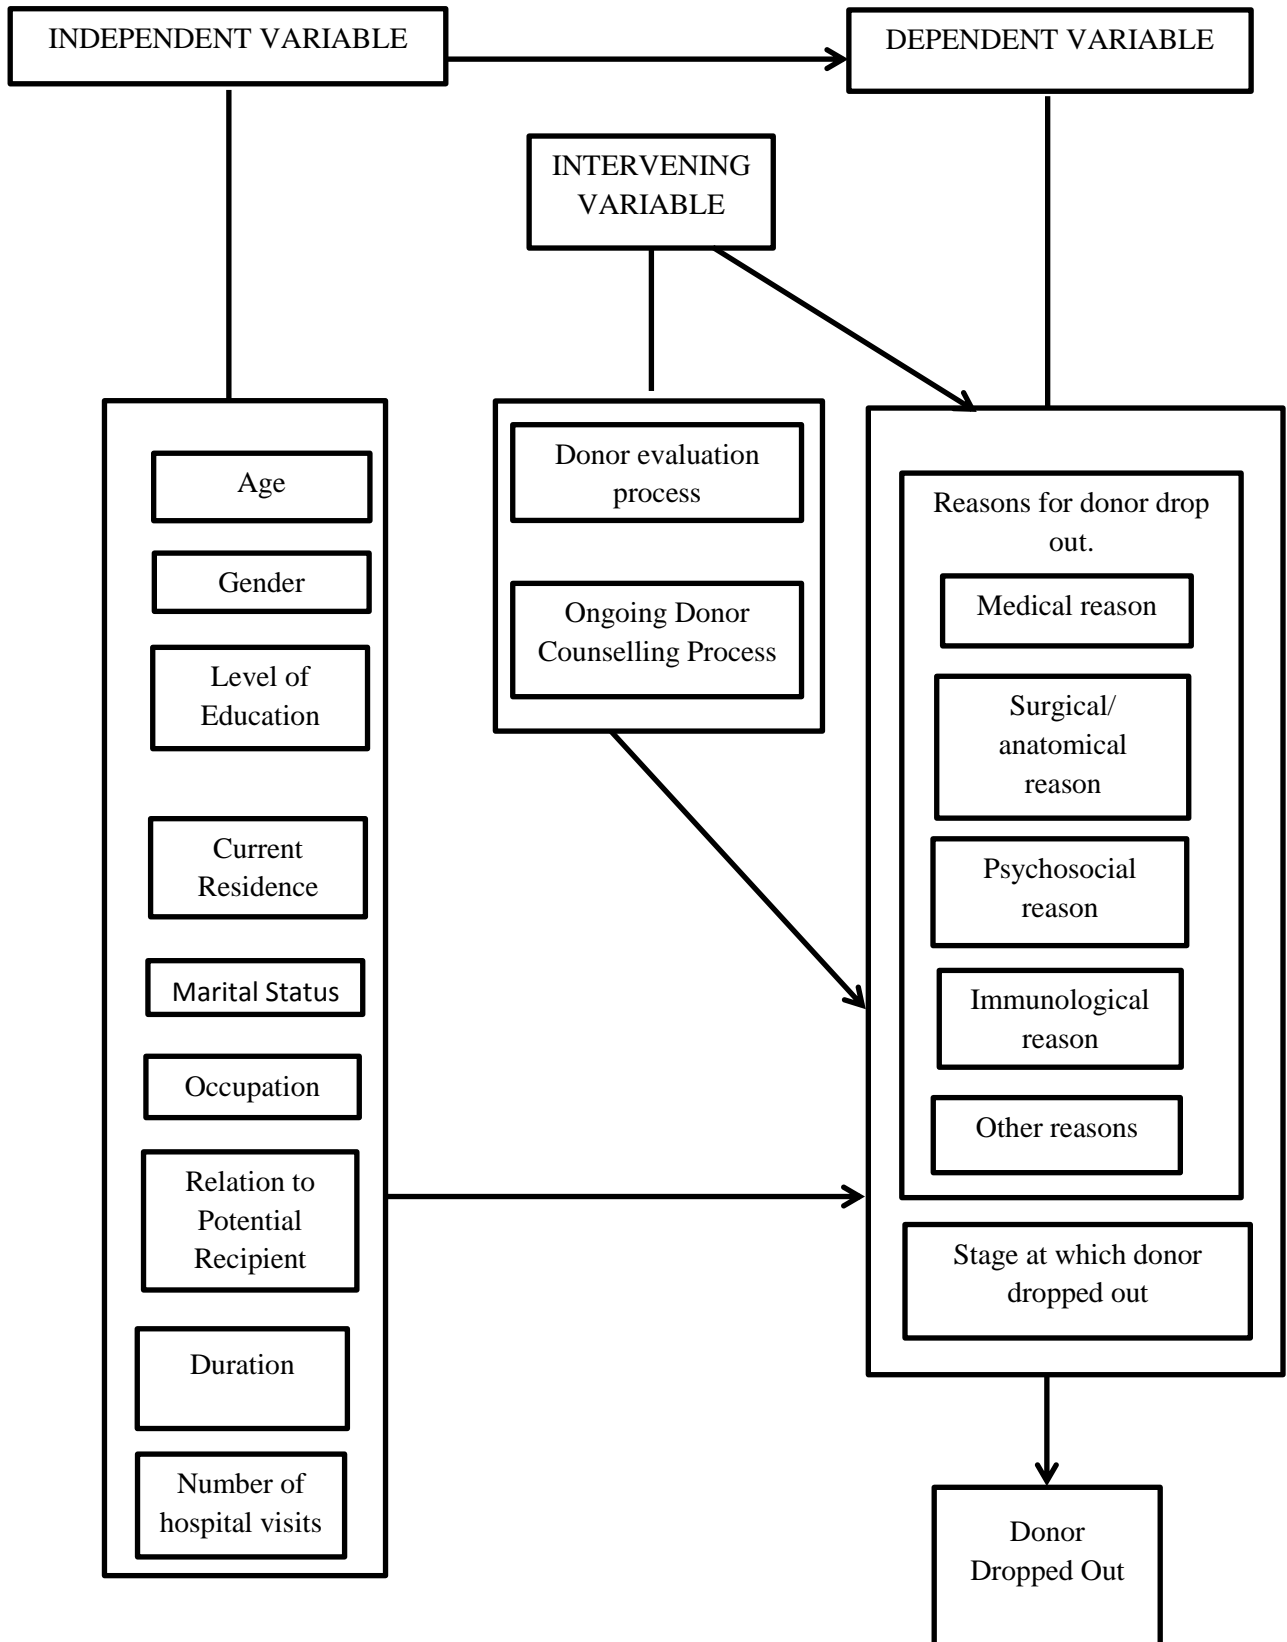 INDEPENDENT VARIABLE
DEPENDENT VARIABLE
INTERVENING
VARIABLE
Age
Gender
Level of
Education
Current
Residence
Marital Status
Occupation
Relation to
Potential
Recipient
Duration
Number of
hospital visits
Donor evaluation
process
Ongoing Donor
Counselling Process
Reasons for donor drop
out.
Medical reason
Surgical/
anatomical
reason
Psychosocial
reason
Immunological
reason
Other reasons
Stage at which donor
dropped out
Donor
Dropped Out